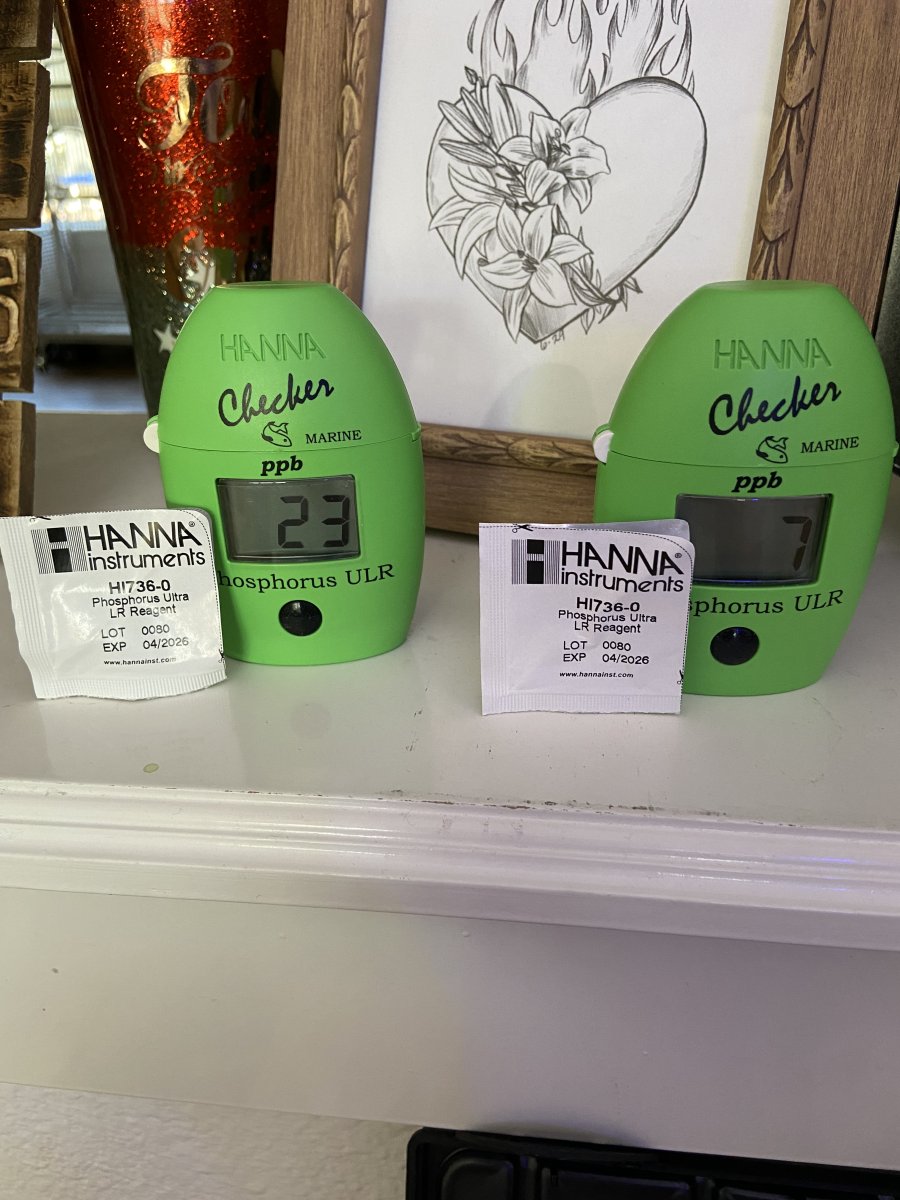 HANNA
Checker
MARINE
ppb
23
hosphorus ULR
HANNA®
instruments
HI736-0
Phosphorus Ultra
LR Reagent
LOT 0080
EXP 04/2026
www.hannainst.com
HANNA
Checker
MARINE
ppb
7
sphorus ULR
HANNA®
instruments
HI736-0
Phosphorus Ultra
LR Reagent
LOT 0080
EXP 04/2026
www.hannainst.com